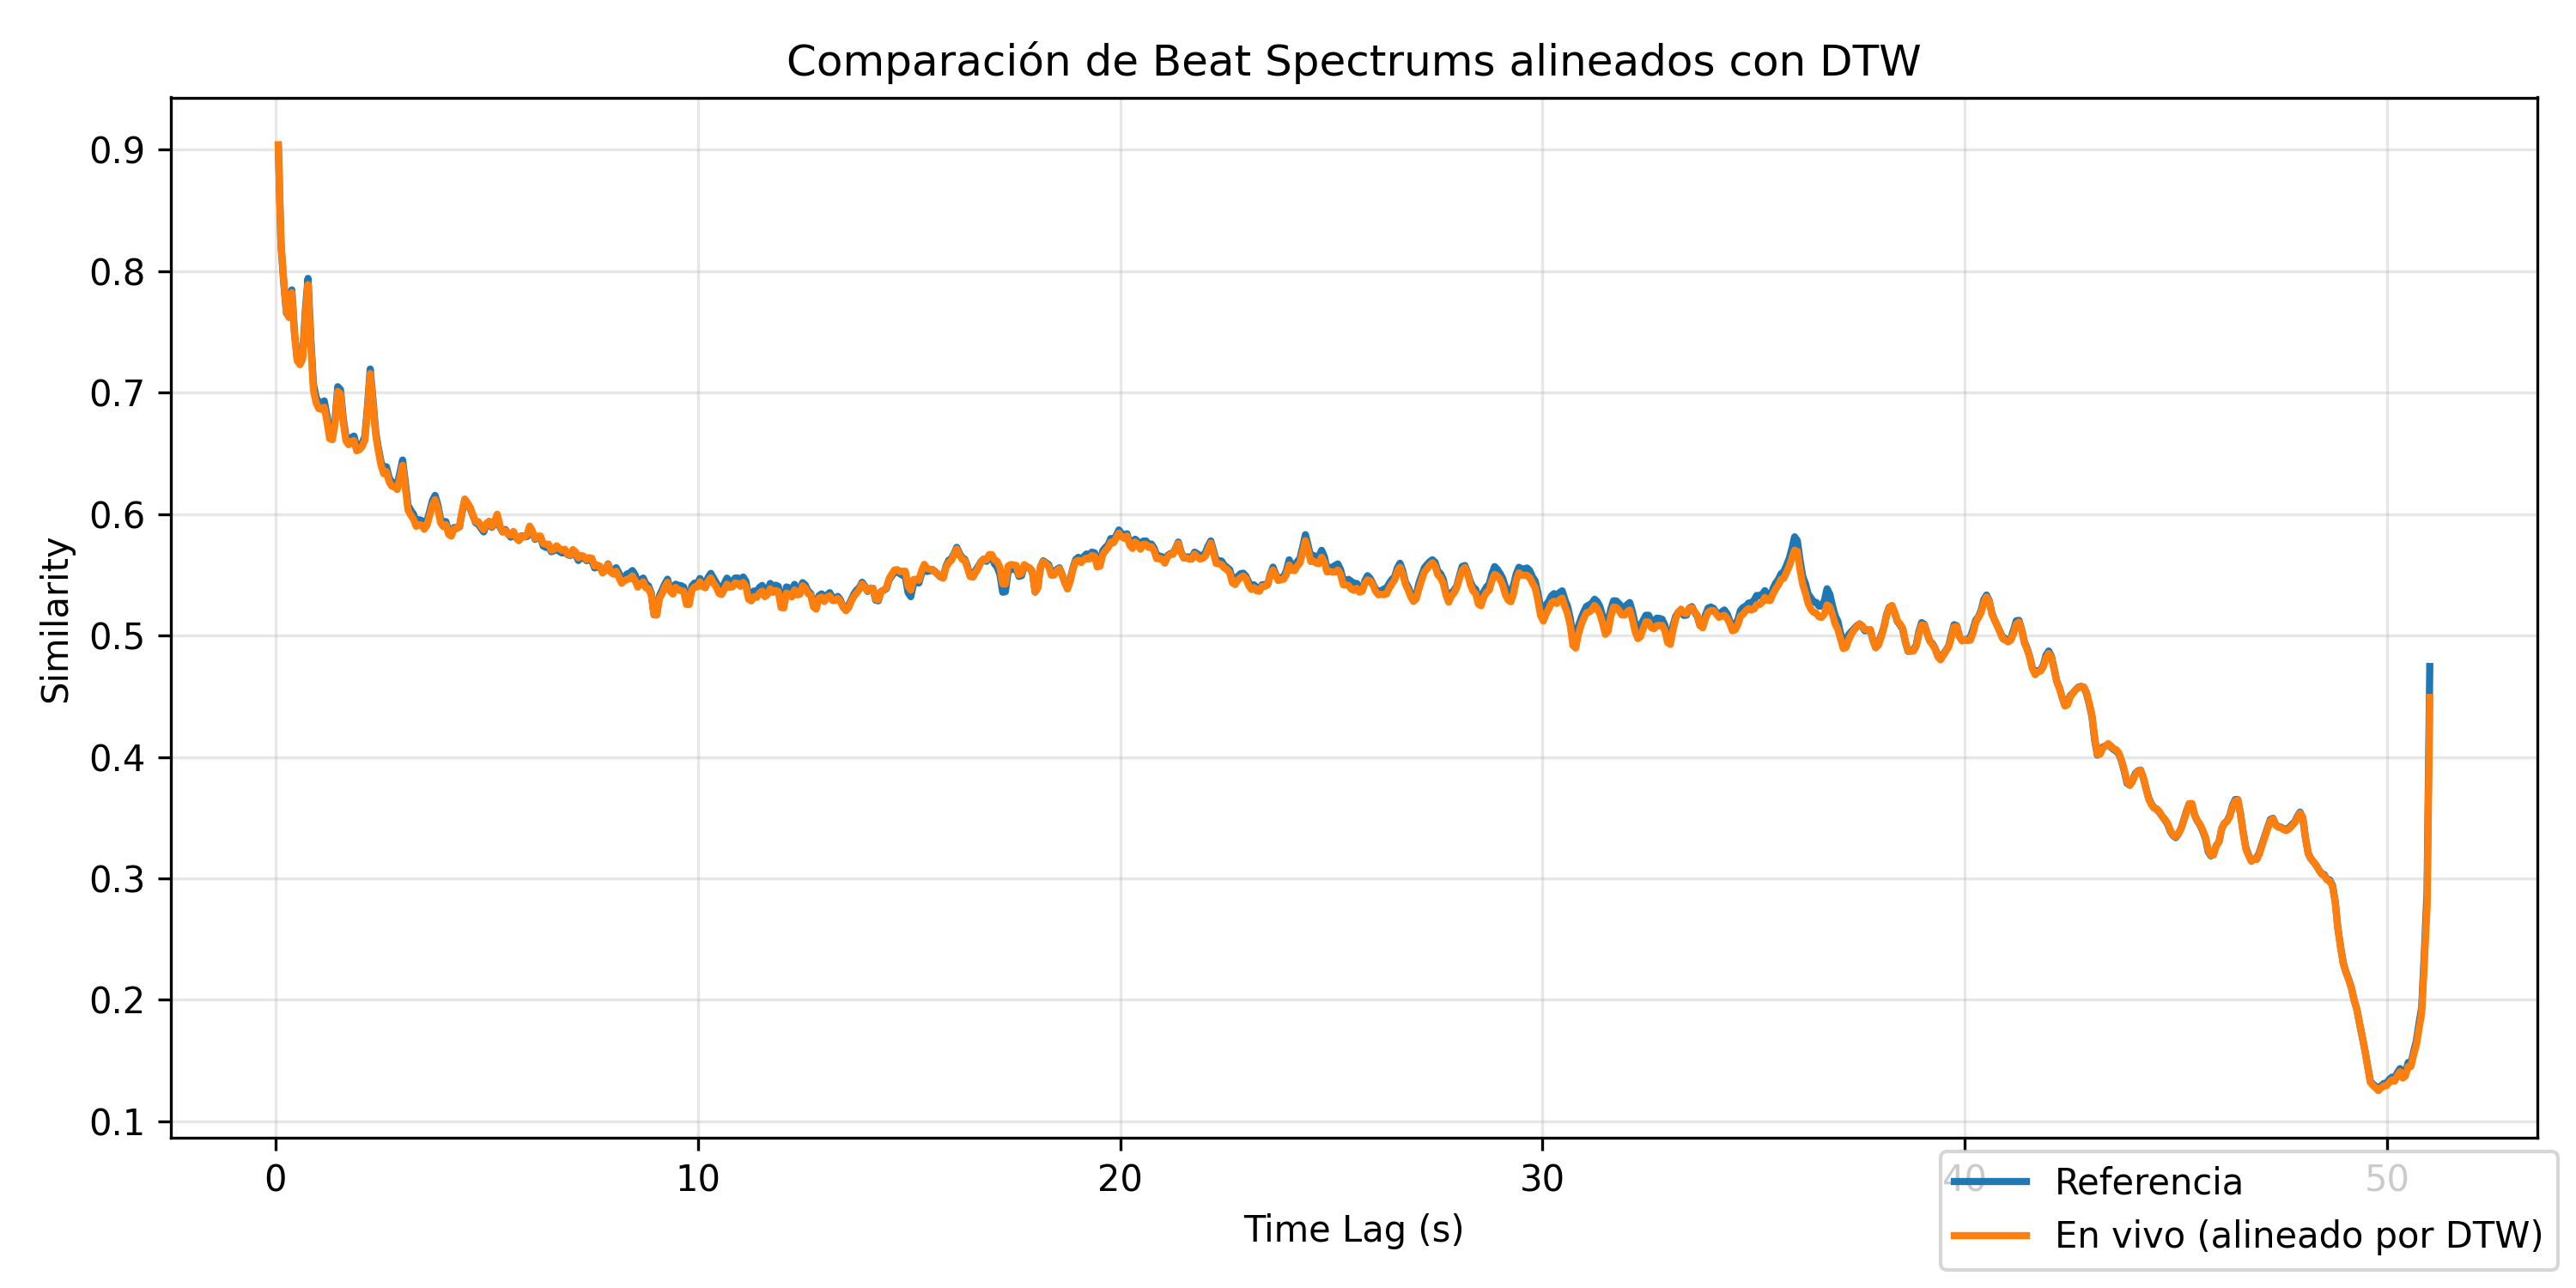 Comparación de Beat Spectrums alineados con DTW
Similarity
0.9
0.8
0.7
0.6
0.5
0.4
0.3
0.2
0.1
0 10 20 30 40 50
Time Lag (s)
Referencia
En vivo (alineado por DTW)